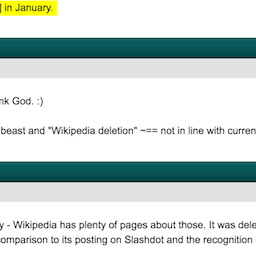 ] in January.
nk God. :)
beast and "Wikipedia deletion" ~== not in line with curren
y - Wikipedia has plenty of pages about those. It was dele
comparison to its posting on Slashdot and the recognition